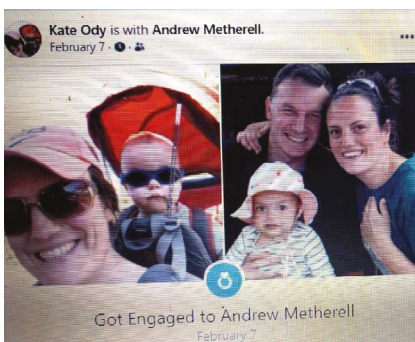 Kate Ody is with Andrew Metherell.
February 7
Got Engaged to Andrew Metherell
February 7